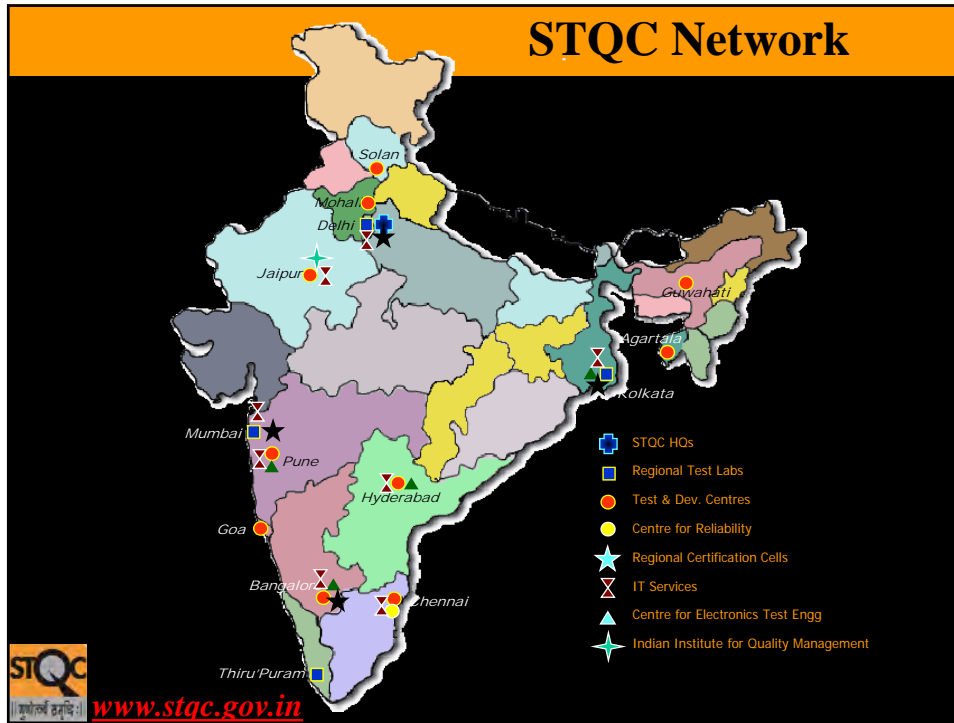 STQC Network
Solan
Mohali
Delhi
Jaipur
Guwahati
Agartala
Kolkata
Mumbai
Pune
Hyderabad
Goa
Bangalor
Chennai
Thiru'Puram
STQC HQs
Regional Test Labs
Test & Dev. Centres
Centre for Reliability
Regional Certification Cells
IT Services
Centre for Electronics Test Engg
Indian Institute for Quality Management
STQC
www.stqc.gov.in